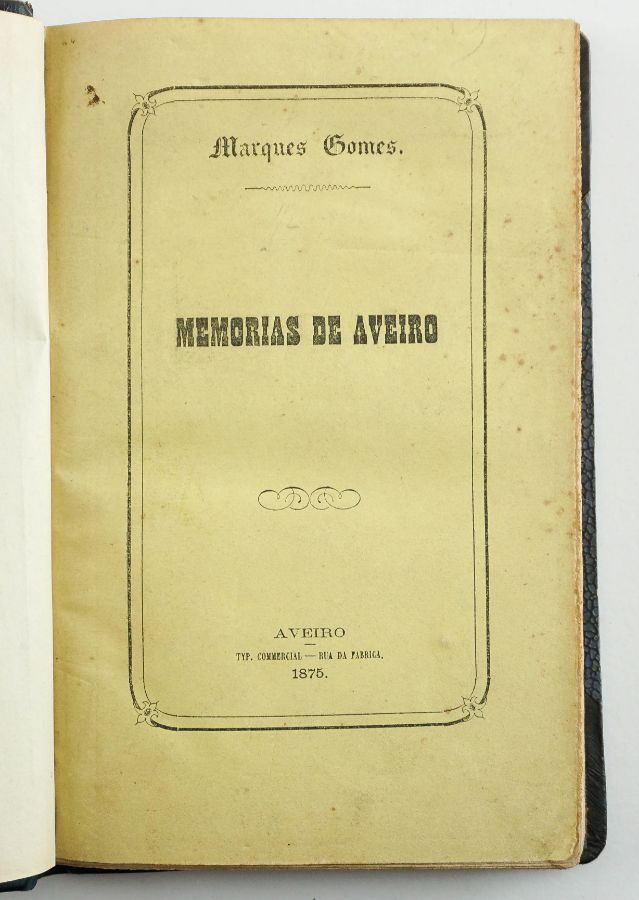 Marques Gomes.
MEMORIAS DE AVEIRO
AVEIRO
TYP. COMMERCIAL — RUA DA FABRICA.
1875.